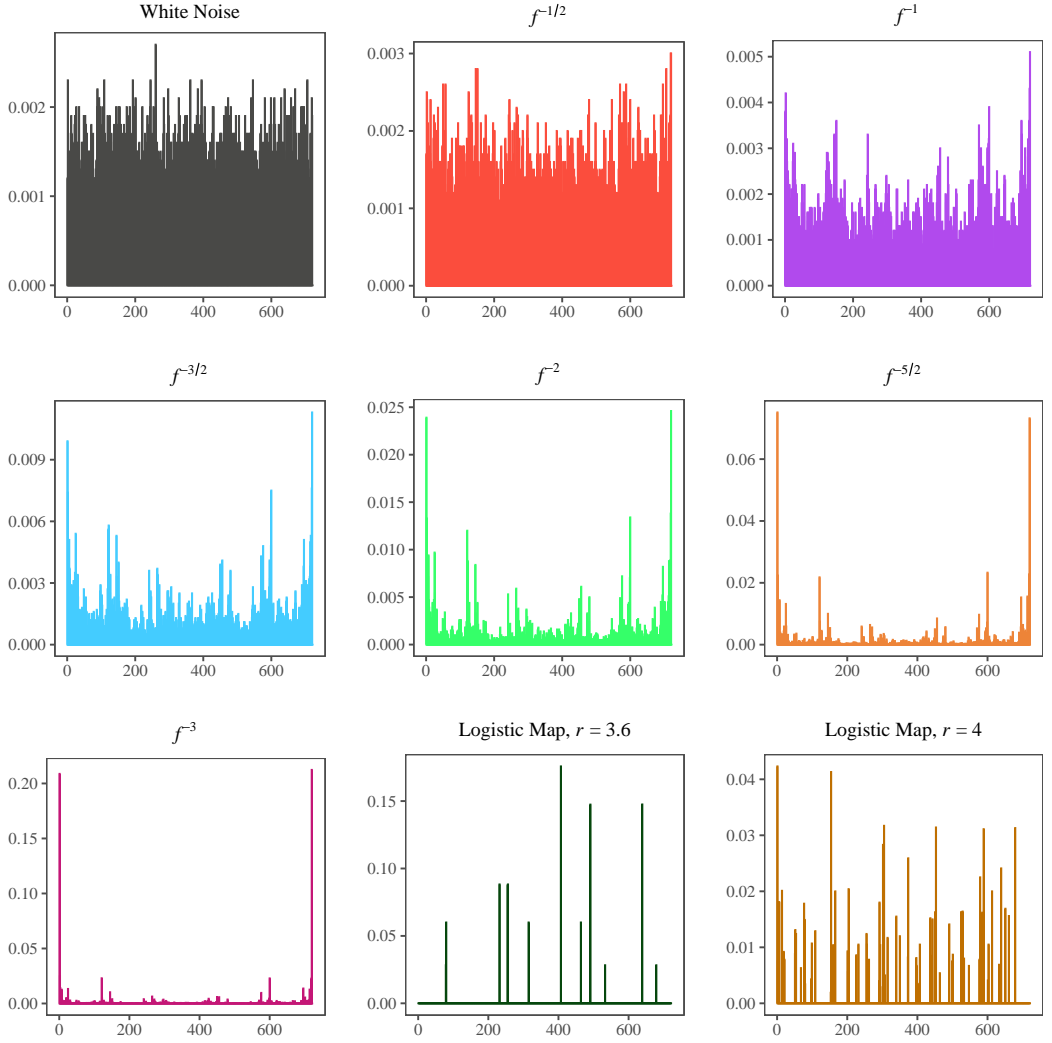 White Noise
f^{-1/2}
f^{-1}
0.002
0.001
0.000
0 200 400 600
0.003
0.002
0.001
0.000
0 200 400 600
0.005
0.004
0.003
0.002
0.001
0.000
0 200 400 600
f^{-3/2}
f^{-2}
f^{-5/2}
0.009
0.006
0.003
0.000
0 200 400 600
0.025
0.020
0.015
0.010
0.005
0.000
0 200 400 600
0.06
0.04
0.02
0.00
0 200 400 600
f^{-3}
Logistic Map, r = 3.6
Logistic Map, r = 4
0.20
0.15
0.10
0.05
0.00
0 200 400 600
0.15
0.10
0.05
0.00
0 200 400 600
0.04
0.03
0.02
0.01
0.00
0 200 400 600